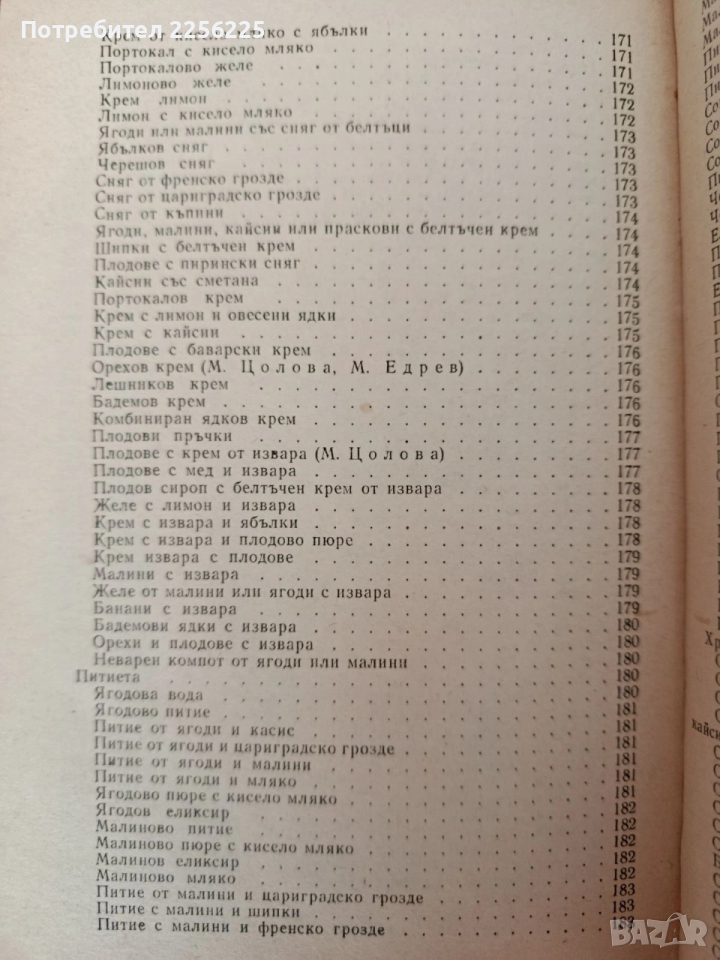 Потребител 2256225
Крем от кисело мляко с ябълки 171
Портокал с кисело мляко 171
Портокалово желе 171
Лимоново желе 172
Крем лимон 172
Лимон с кисело мляко 172
Ягоди или малини със сняг от белтъци 173
Ябълков сняг 173
Черешов сняг 173
Сняг от френско грозде 173
Сняг от цариградско грозде 173
Сняг от къпини 174
Ягоди, малини, кайсии или праскови с белтъчен крем 174
Шипки с белтъчен крем 174
Плодове с пирински сняг 174
Кайсии със сметана 174
Портокалов крем 175
Крем с лимон и овесени ядки 175
Крем с кайсии 175
Плодове с баварски крем 176
Орехов крем (М. Цолова, М. Едрев) 176
Лешников крем 176
Бадемов крем 176
Комбиниран ядков крем 176
Плодови пръчки 177
Плодове с крем от извара (М. Цолова) 177
Плодове с мед и извара 177
Плодов сироп с белтъчен крем от извара 178
Желе с лимон и извара 178
Крем с извара и ябълки 178
Крем с извара и плодово пюре 178
Крем извара с плодове 179
Малини с извара 179
Желе от малини или ягоди с извара 179
Банани с извара 179
Бадемови ядки с извара 180
Орехи и плодове с извара 180
Неварен компот от ягоди или малини 180
Питиета 180
Ягодова вода 180
Ягодово питие 181
Питие от ягоди и касис 181
Питие от ягоди и цариградско грозде 181
Питие от ягоди и малини 181
Питие от ягоди и мляко 181
Ягодово пюре с кисело мляко 181
Ягодов еликсир 182
Малиново питие 182
Малиново пюре с кисело мляко 182
Малинов еликсир 182
Малиново мляко 182
Питие от малини и цариградско грозде 183
Питие с малини и шипки 183
Питие с малини и френско грозде 183
BAZAR